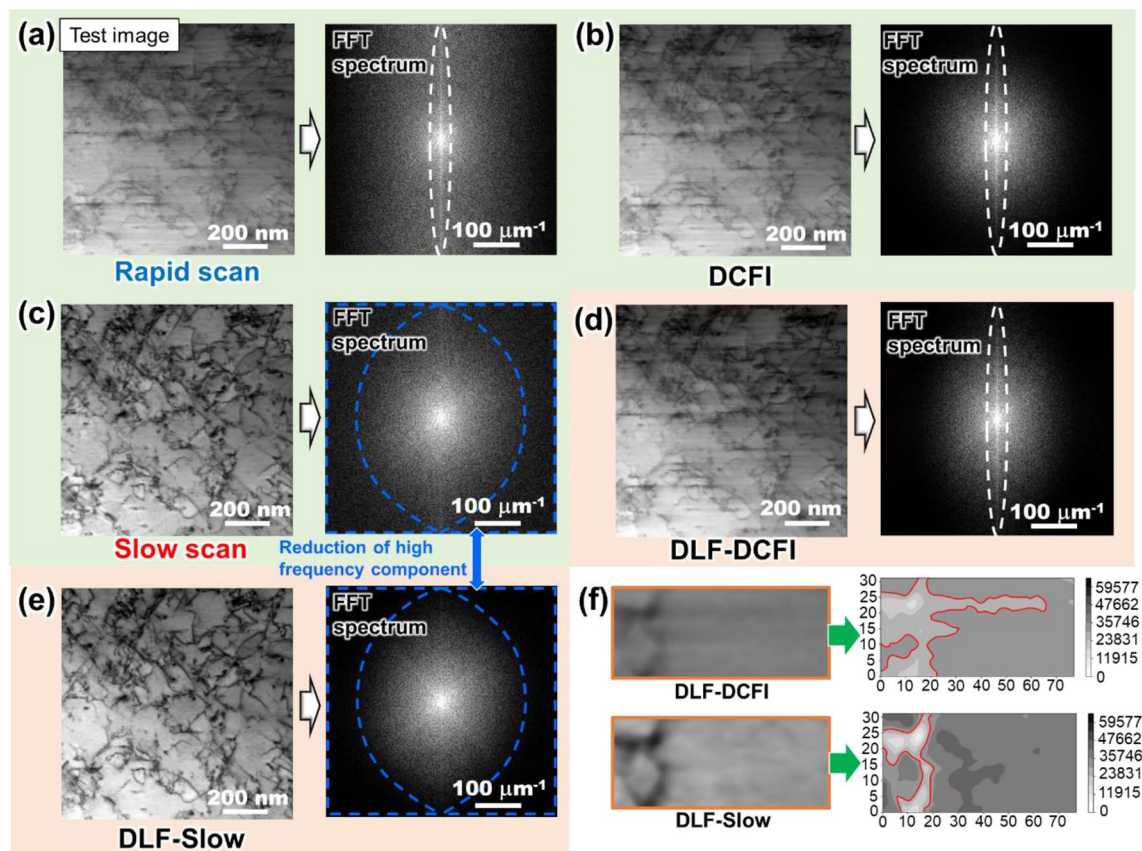 (a)
Test image
FFT
spectrum
200 nm
100 μm⁻¹
Rapid scan
(b)
FFT
spectrum
200 nm
100 μm⁻¹
DCFI
(c)
FFT
spectrum
200 nm
100 μm⁻¹
Slow scan
Reduction of high
frequency component
(d)
FFT
spectrum
200 nm
100 μm⁻¹
DLF-DCFI
(e)
FFT
spectrum
200 nm
100 μm⁻¹
DLF-Slow
(f)
DLF-DCFI
30
25
20
15
10
5
0
0 10 20 30 40 50 60 70
59577
47662
35746
23831
11915
0
DLF-Slow
30
25
20
15
10
5
0
0 10 20 30 40 50 60 70
59577
47662
35746
23831
11915
0